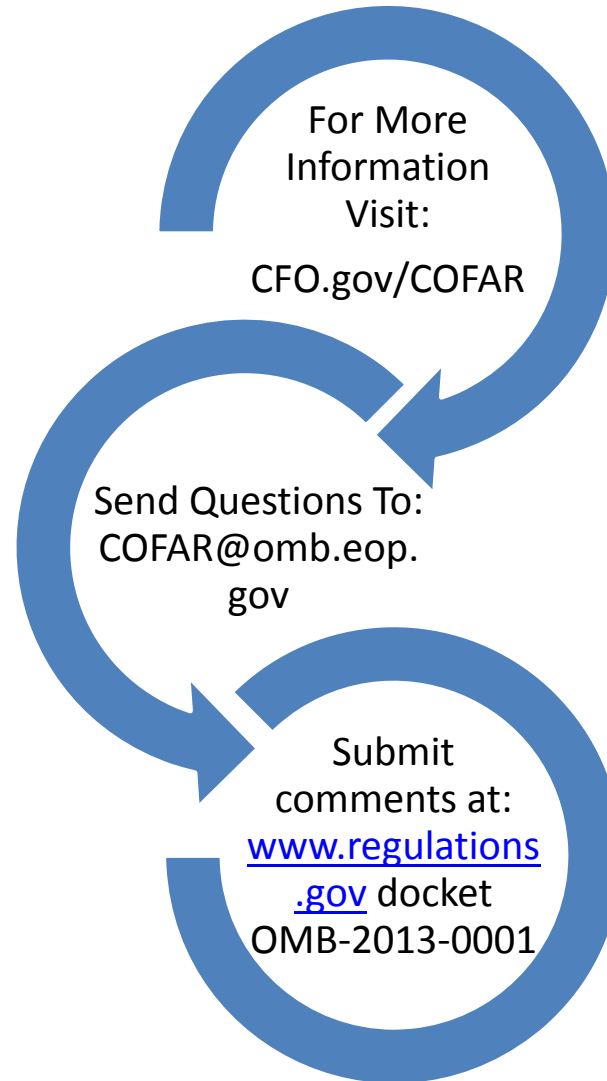 For More
Information
Visit:
CFO.gov/COFAR
Send Questions To:
COFAR@omb.eop.
gov
Submit
comments at:
www.regulations
.gov docket
OMB-2013-0001